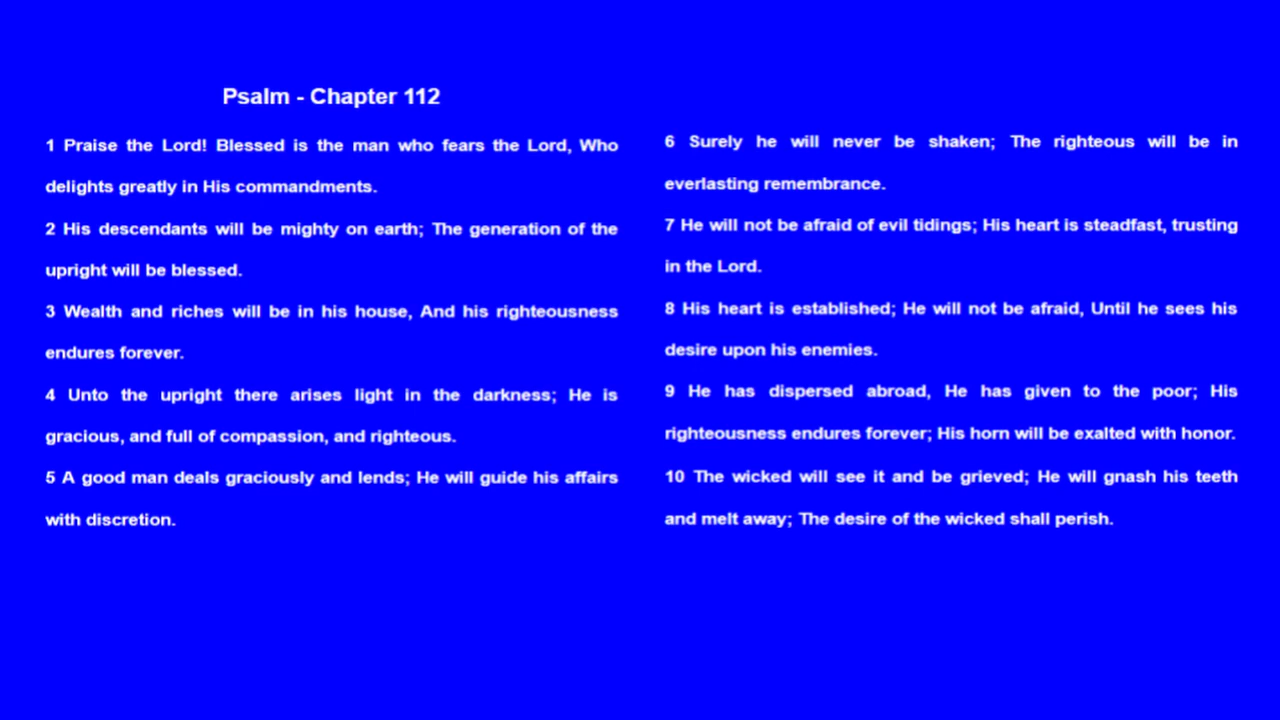 Psalm - Chapter 112
1 Praise the Lord! Blessed is the man who fears the Lord, Who
delights greatly in His commandments.
2 His descendants will be mighty on earth; The generation of the
upright will be blessed.
3 Wealth and riches will be in his house, And his righteousness
endures forever.
4 Unto the upright there arises light in the darkness; He is
gracious, and full of compassion, and righteous.
5 A good man deals graciously and lends; He will guide his affairs
with discretion.
6 Surely he will never be shaken; The righteous will be in
everlasting remembrance.
7 He will not be afraid of evil tidings; His heart is steadfast, trusting
in the Lord.
8 His heart is established; He will not be afraid, Until he sees his
desire upon his enemies.
9 He has dispersed abroad, He has given to the poor; His
righteousness endures forever; His horn will be exalted with honor.
10 The wicked will see it and be grieved; He will gnash his teeth
and melt away; The desire of the wicked shall perish.